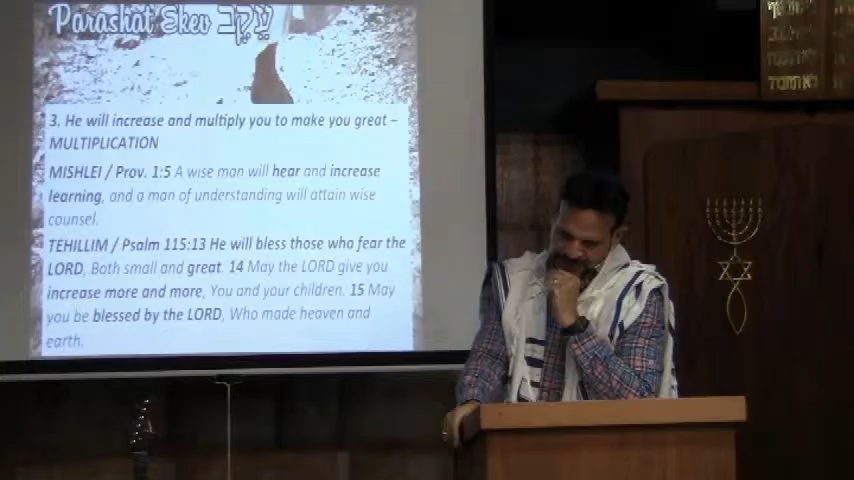 Parashat Ekev עֵקֶב
3. He will increase and multiply you to make you great –
MULTIPLICATION
MISHLEI / Prov. 1:5 A wise man will hear and increase
learning, and a man of understanding will attain wise
counsel.
TEHILLIM / Psalm 115:13 He will bless those who fear the
LORD, Both small and great. 14 May the LORD give you
increase more and more, You and your children. 15 May
you be blessed by the LORD, Who made heaven and
earth.